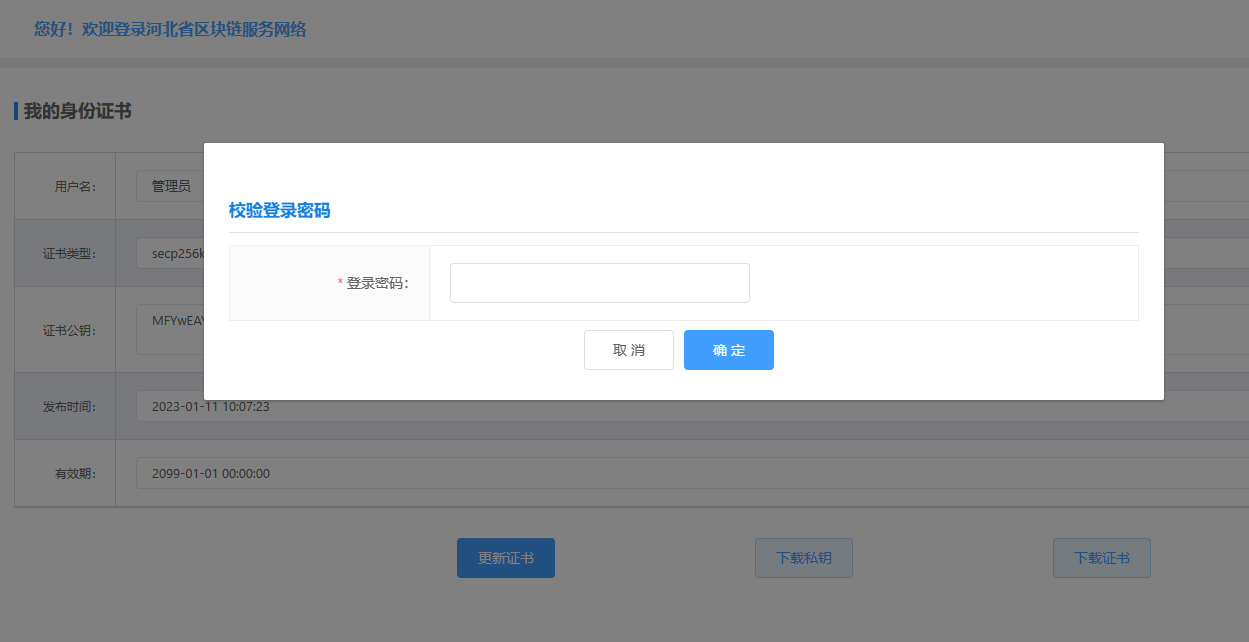 您好！欢迎登录河北省区块链服务网络
我的身份证书
用户名：
管理员
校验登录密码
证书类型：
secp256k
* 登录密码：
证书公钥：
MFYwEA
取 消
确 定
发布时间：
2023-01-11 10:07:23
有效期：
2099-01-01 00:00:00
更新证书
下载私钥
下载证书